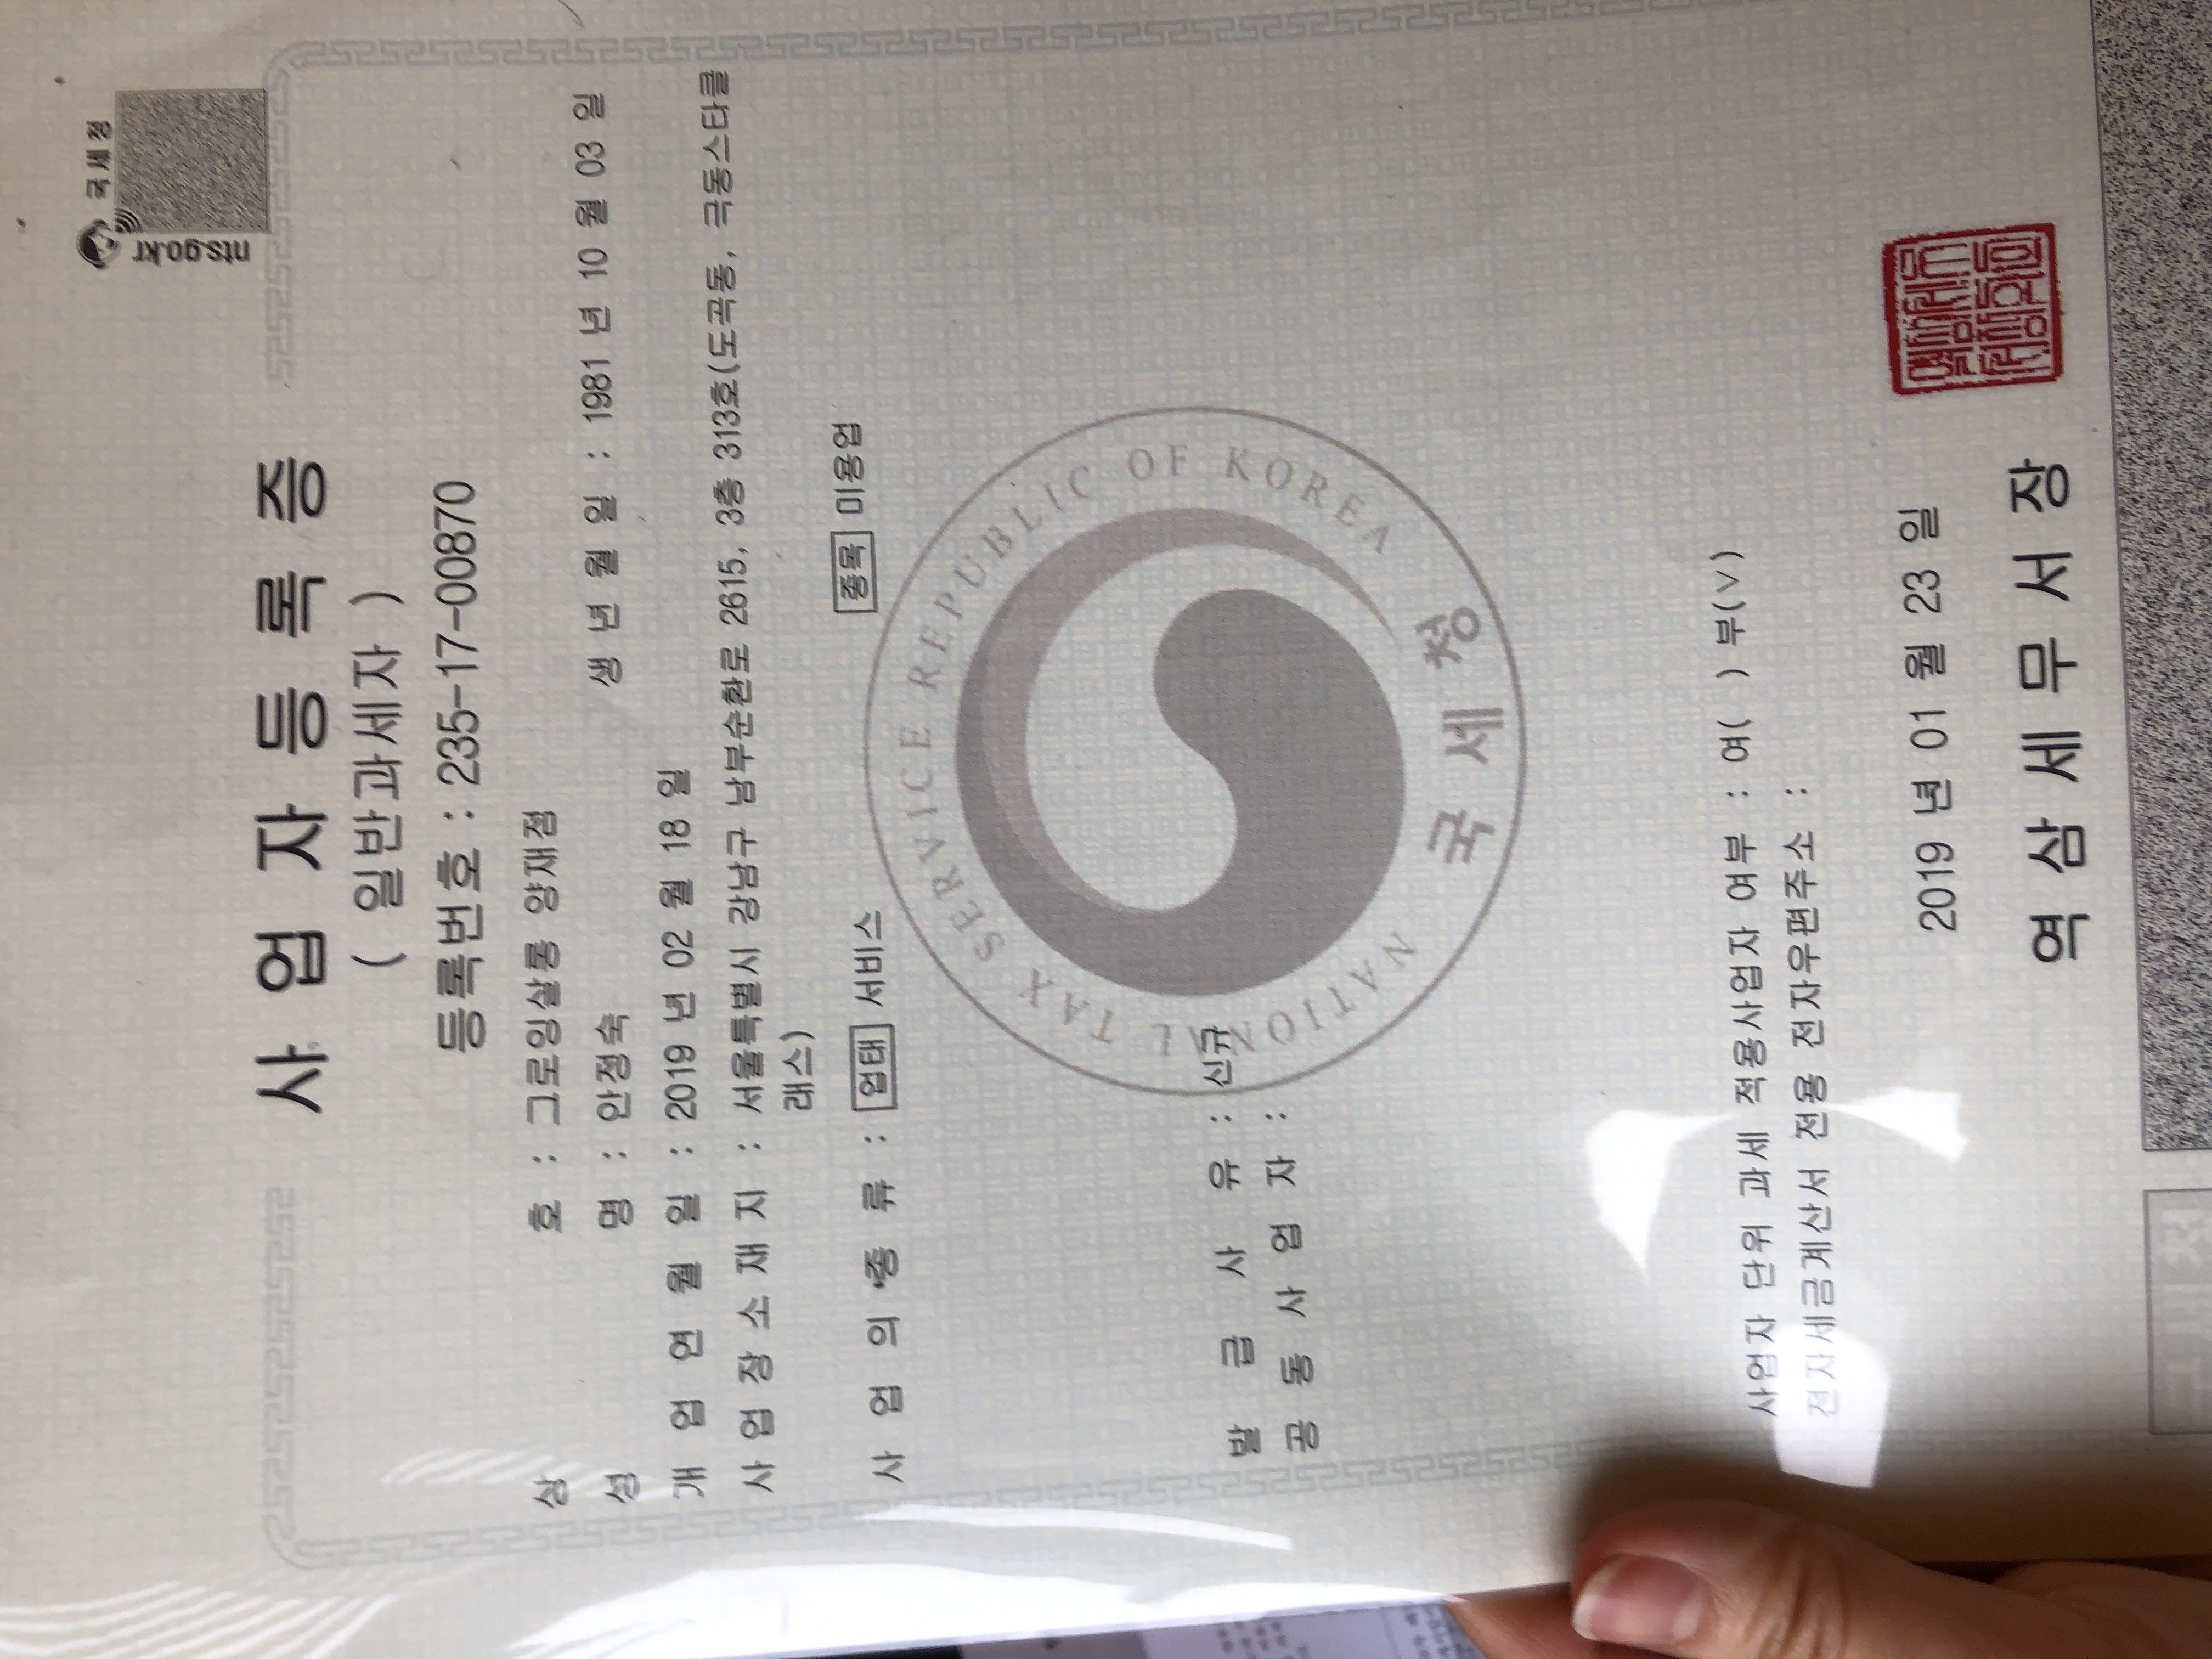 국세청
nts.go.kr
사업자등록증
( 일반과세자 )
등록번호 : 235-17-00870
상 호 : 그로잉살롱 양재점
성 명 : 안정숙 생 년 월 일 : 1981 년 10 월 03 일
개 업 연 월 일 : 2019 년 02 월 18 일
사 업 장 소 재 지 : 서울특별시 강남구 남부순환로 2615, 3층 313호(도곡동, 극동스타클
래스)
사 업 의 종 류 : 업태 서비스 종목 미용업
NATIONAL TAX SERVICE REPUBLIC OF KOREA
국세청
발 급 사 유 : 신규
공 동 사 업 자 :
사업자 단위 과세 적용사업자 여부 : 여( ) 부(∨)
전자세금계산서 전용 전자우편주소 :
2019 년 01 월 23 일
역 삼 세 무 서 장